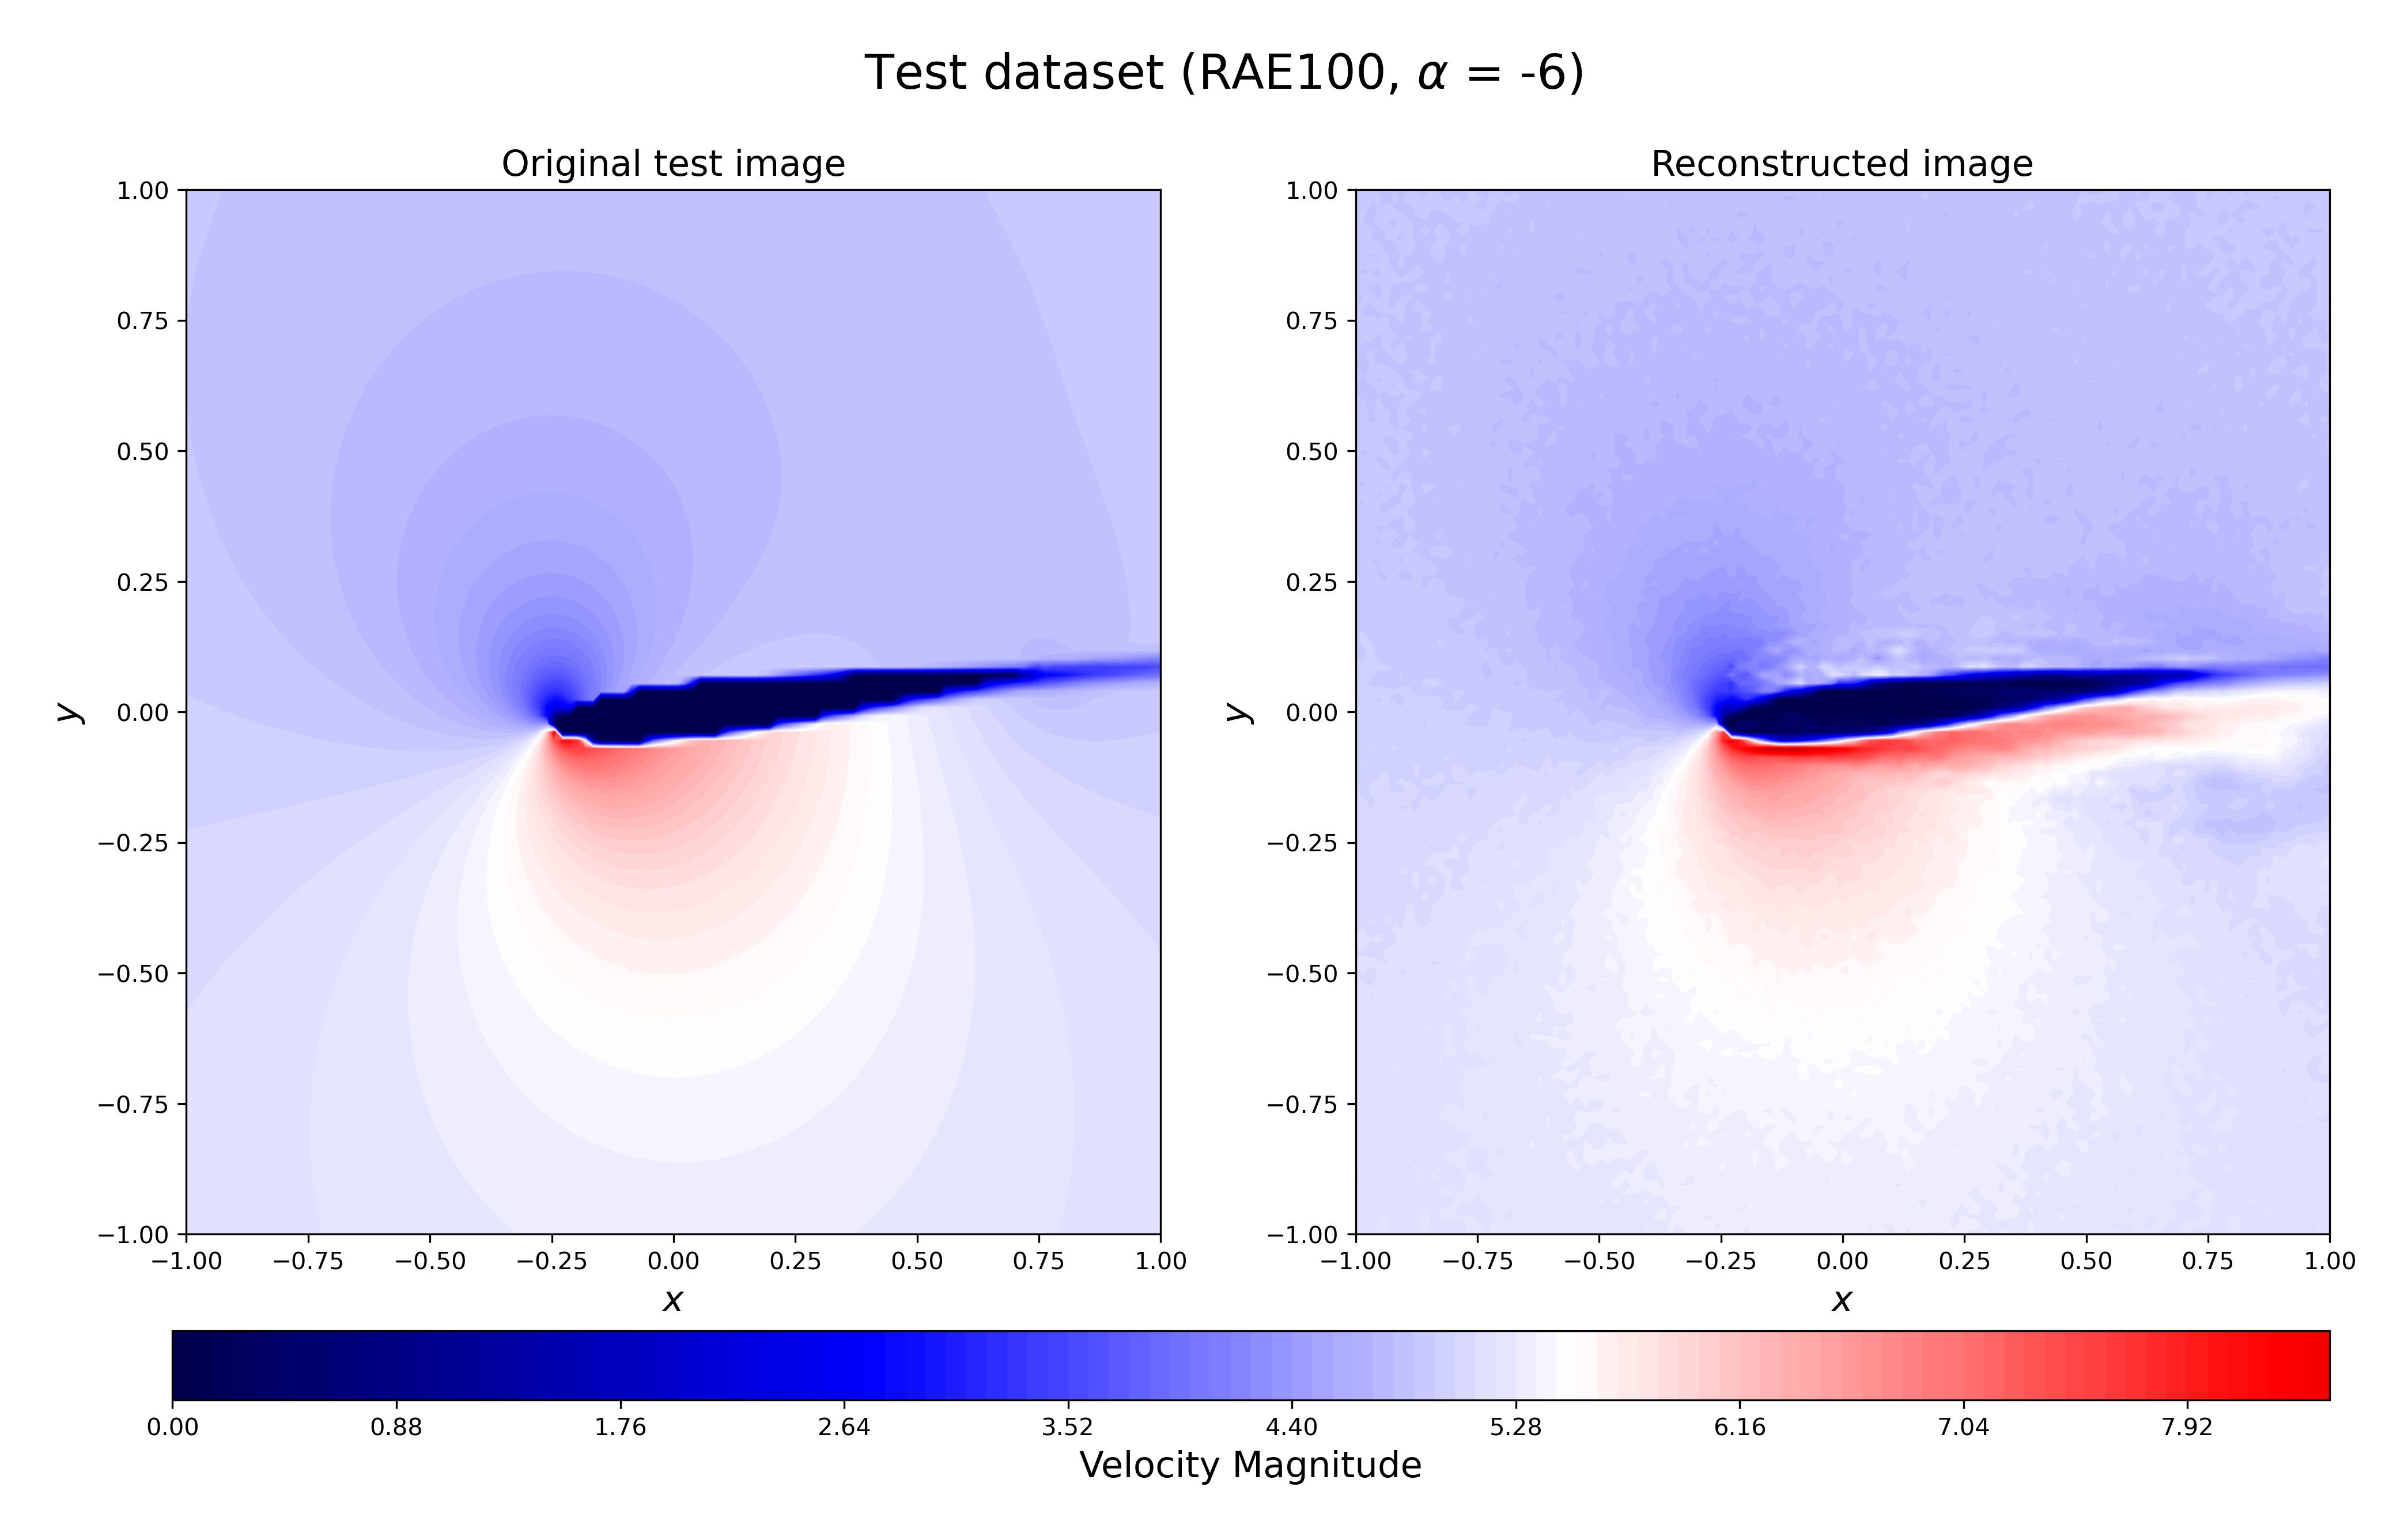 Test dataset (RAE100, α = -6)
Original test image
Reconstructed image
1.00
0.75
0.50
0.25
0.00
−0.25
−0.50
−0.75
−1.00
y
−1.00 −0.75 −0.50 −0.25 0.00 0.25 0.50 0.75 1.00
x
1.00
0.75
0.50
0.25
0.00
−0.25
−0.50
−0.75
−1.00
y
−1.00 −0.75 −0.50 −0.25 0.00 0.25 0.50 0.75 1.00
x
0.00 0.88 1.76 2.64 3.52 4.40 5.28 6.16 7.04 7.92
Velocity Magnitude